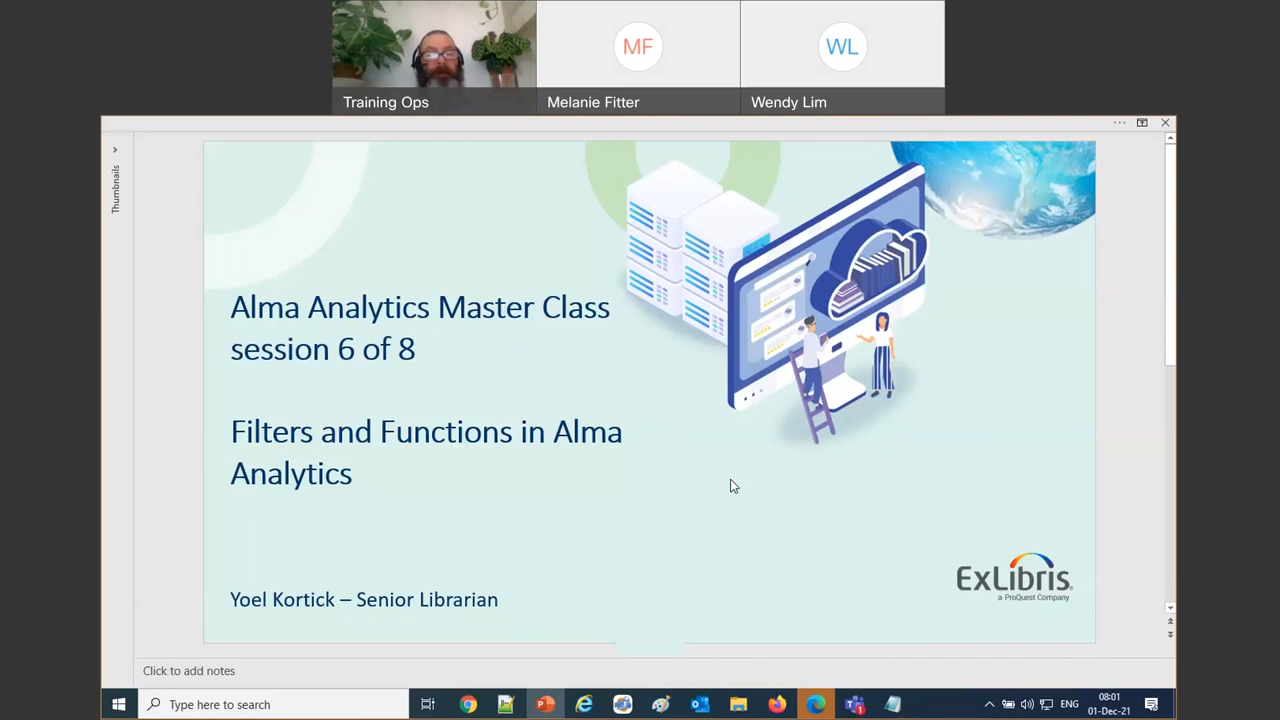 MF
WL
Training Ops
Melanie Fitter
Wendy Lim
Thumbnails
Alma Analytics Master Class
session 6 of 8
Filters and Functions in Alma
Analytics
Yoel Kortick – Senior Librarian
ExLibris
a ProQuest Company
Click to add notes
Type here to search
ENG
08:01
01-Dec-21